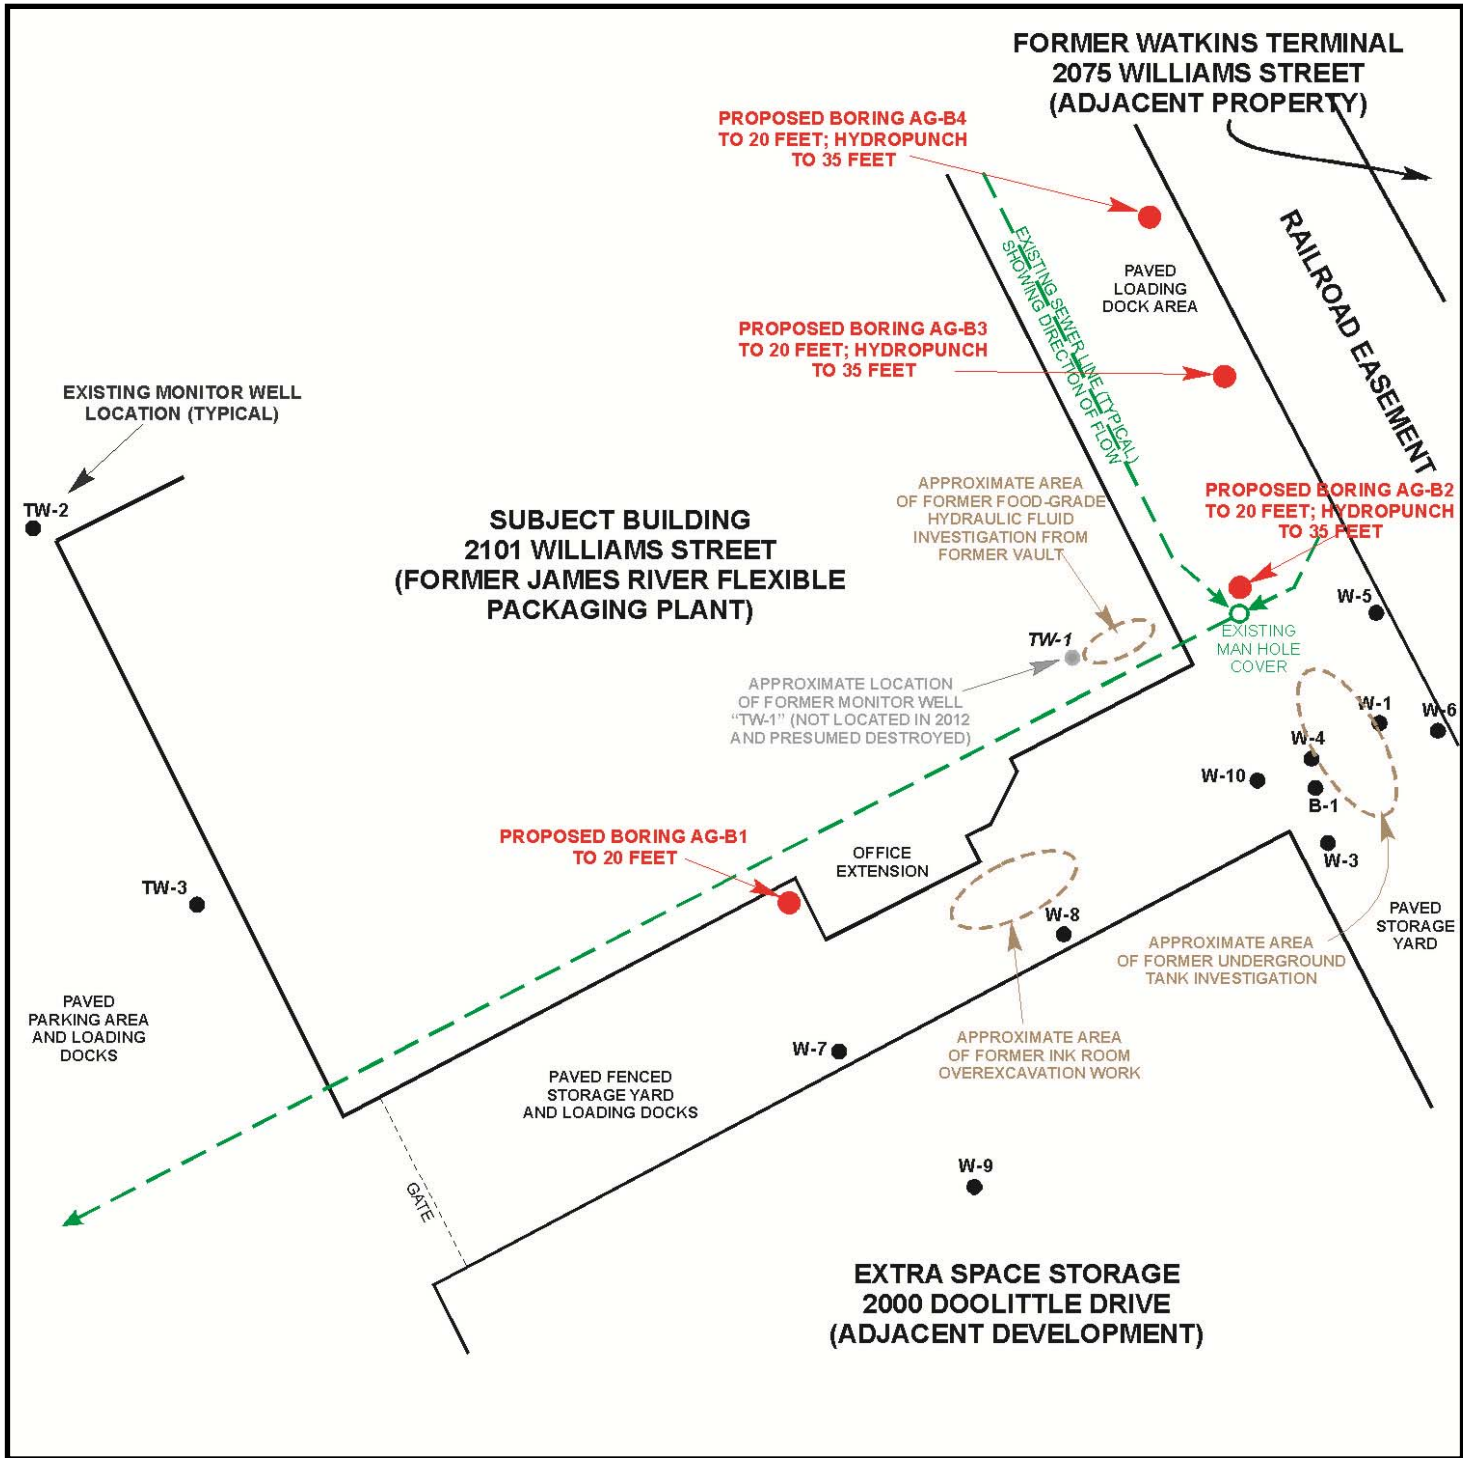 FORMER WATKINS TERMINAL
2075 WILLIAMS STREET
(ADJACENT PROPERTY)
PROPOSED BORING AG-B4
TO 20 FEET; HYDROPUNCH
TO 35 FEET
EXISTING SEWER LINE (TYPICAL)
SHOWING DIRECTION OF FLOW
PAVED
LOADING
DOCK AREA
RAILROAD EASEMENT
PROPOSED BORING AG-B3
TO 20 FEET; HYDROPUNCH
TO 35 FEET
EXISTING MONITOR WELL
LOCATION (TYPICAL)
TW-2
SUBJECT BUILDING
2101 WILLIAMS STREET
(FORMER JAMES RIVER FLEXIBLE
PACKAGING PLANT)
APPROXIMATE AREA
OF FORMER FOOD-GRADE
HYDRAULIC FLUID
INVESTIGATION FROM
FORMER VAULT
PROPOSED BORING AG-B2
TO 20 FEET; HYDROPUNCH
TO 35 FEET
W-5
TW-1
EXISTING
MAN HOLE
COVER
APPROXIMATE LOCATION
OF FORMER MONITOR WELL
“TW-1” (NOT LOCATED IN 2012
AND PRESUMED DESTROYED)
W-1
W-6
W-4
W-10
B-1
W-3
PROPOSED BORING AG-B1
TO 20 FEET
OFFICE
EXTENSION
TW-3
W-8
PAVED
STORAGE
YARD
APPROXIMATE AREA
OF FORMER UNDERGROUND
TANK INVESTIGATION
PAVED
PARKING AREA
AND LOADING
DOCKS
W-7
APPROXIMATE AREA
OF FORMER INK ROOM
OVEREXCAVATION WORK
PAVED FENCED
STORAGE YARD
AND LOADING DOCKS
GATE
W-9
EXTRA SPACE STORAGE
2000 DOOLITTLE DRIVE
(ADJACENT DEVELOPMENT)